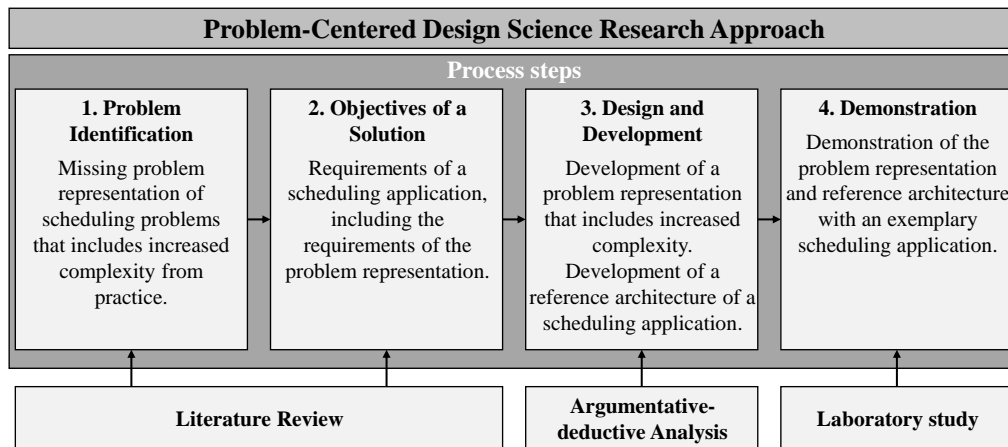 Problem-Centered Design Science Research Approach
Process steps
1. Problem
Identification
Missing problem
representation of
scheduling problems
that includes increased
complexity from
practice.
2. Objectives of a
Solution
Requirements of a
scheduling application,
including the
requirements of the
problem representation.
3. Design and
Development
Development of a
problem representation
that includes increased
complexity.
Development of a
reference architecture of a
scheduling application.
4. Demonstration
Demonstration of the
problem representation
and reference architecture
with an exemplary
scheduling application.
Literature Review
Argumentative-
deductive Analysis
Laboratory study